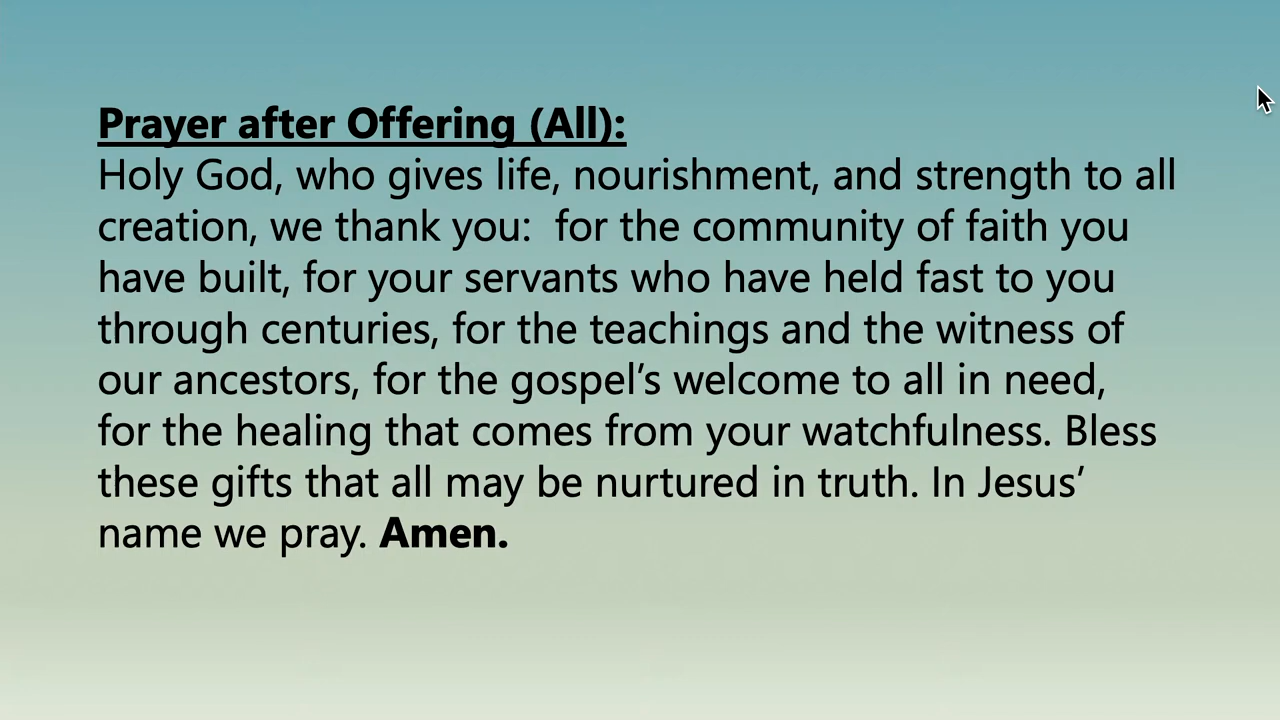 Prayer after Offering (All):
Holy God, who gives life, nourishment, and strength to all
creation, we thank you:  for the community of faith you
have built, for your servants who have held fast to you
through centuries, for the teachings and the witness of
our ancestors, for the gospel’s welcome to all in need,
for the healing that comes from your watchfulness. Bless
these gifts that all may be nurtured in truth. In Jesus’
name we pray. Amen.